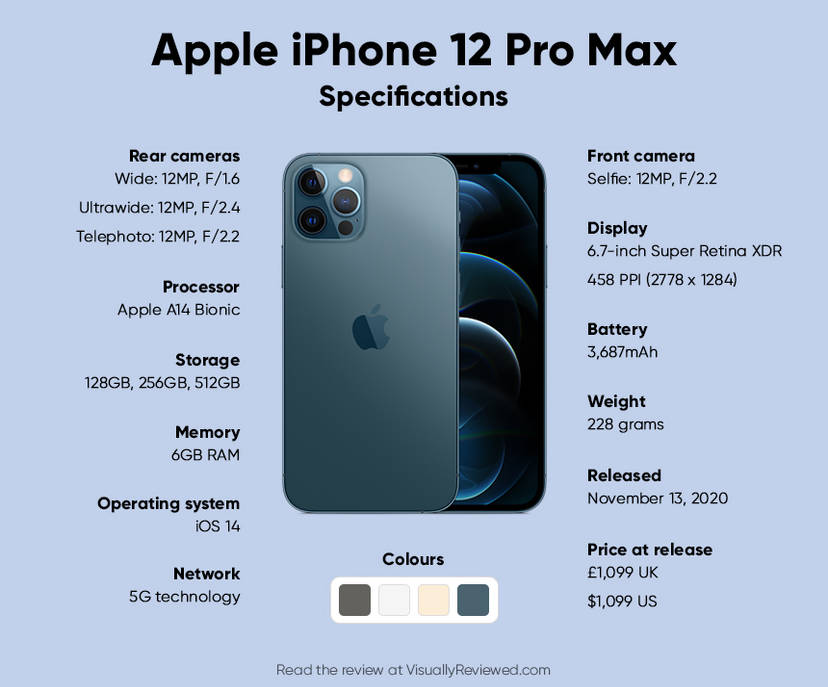 Apple iPhone 12 Pro Max
Specifications
Rear cameras
Wide: 12MP, F/1.6
Ultrawide: 12MP, F/2.4
Telephoto: 12MP, F/2.2
Processor
Apple A14 Bionic
Storage
128GB, 256GB, 512GB
Memory
6GB RAM
Operating system
iOS 14
Network
5G technology
Front camera
Selfie: 12MP, F/2.2
Display
6.7-inch Super Retina XDR
458 PPI (2778 x 1284)
Battery
3,687mAh
Weight
228 grams
Released
November 13, 2020
Price at release
£1,099 UK
$1,099 US
Colours
Read the review at VisuallyReviewed.com